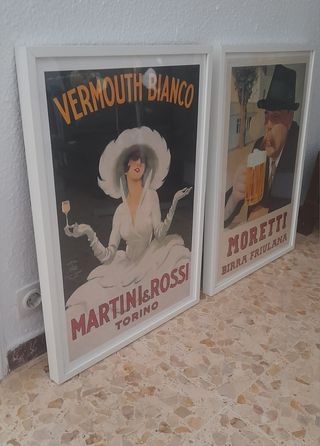 VERMOUTH BIANCO
MARTINI & ROSSI
TORINO
MORETTI
BIRRA FRIULANA